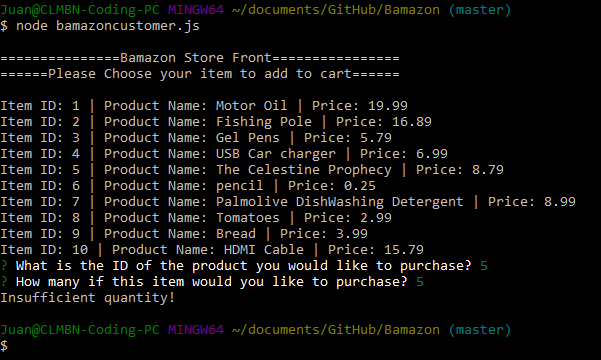 Juan@CLMBN-Coding-PC MINGW64 ~/documents/GitHub/Bamazon (master)
$ node bamazoncustomer.js
===============Bamazon Store Front================
======Please Choose your item to add to cart======
Item ID: 1 | Product Name: Motor Oil | Price: 19.99
Item ID: 2 | Product Name: Fishing Pole | Price: 16.89
Item ID: 3 | Product Name: Gel Pens | Price: 5.79
Item ID: 4 | Product Name: USB Car charger | Price: 6.99
Item ID: 5 | Product Name: The Celestine Prophecy | Price: 8.79
Item ID: 6 | Product Name: pencil | Price: 0.25
Item ID: 7 | Product Name: Palmolive DishWashing Detergent | Price: 8.99
Item ID: 8 | Product Name: Tomatoes | Price: 2.99
Item ID: 9 | Product Name: Bread | Price: 3.99
Item ID: 10 | Product Name: HDMI Cable | Price: 15.79
? What is the ID of the product you would like to purchase? 5
? How many if this item would you like to purchase? 5
Insufficient quantity!
Juan@CLMBN-Coding-PC MINGW64 ~/documents/GitHub/Bamazon (master)
$